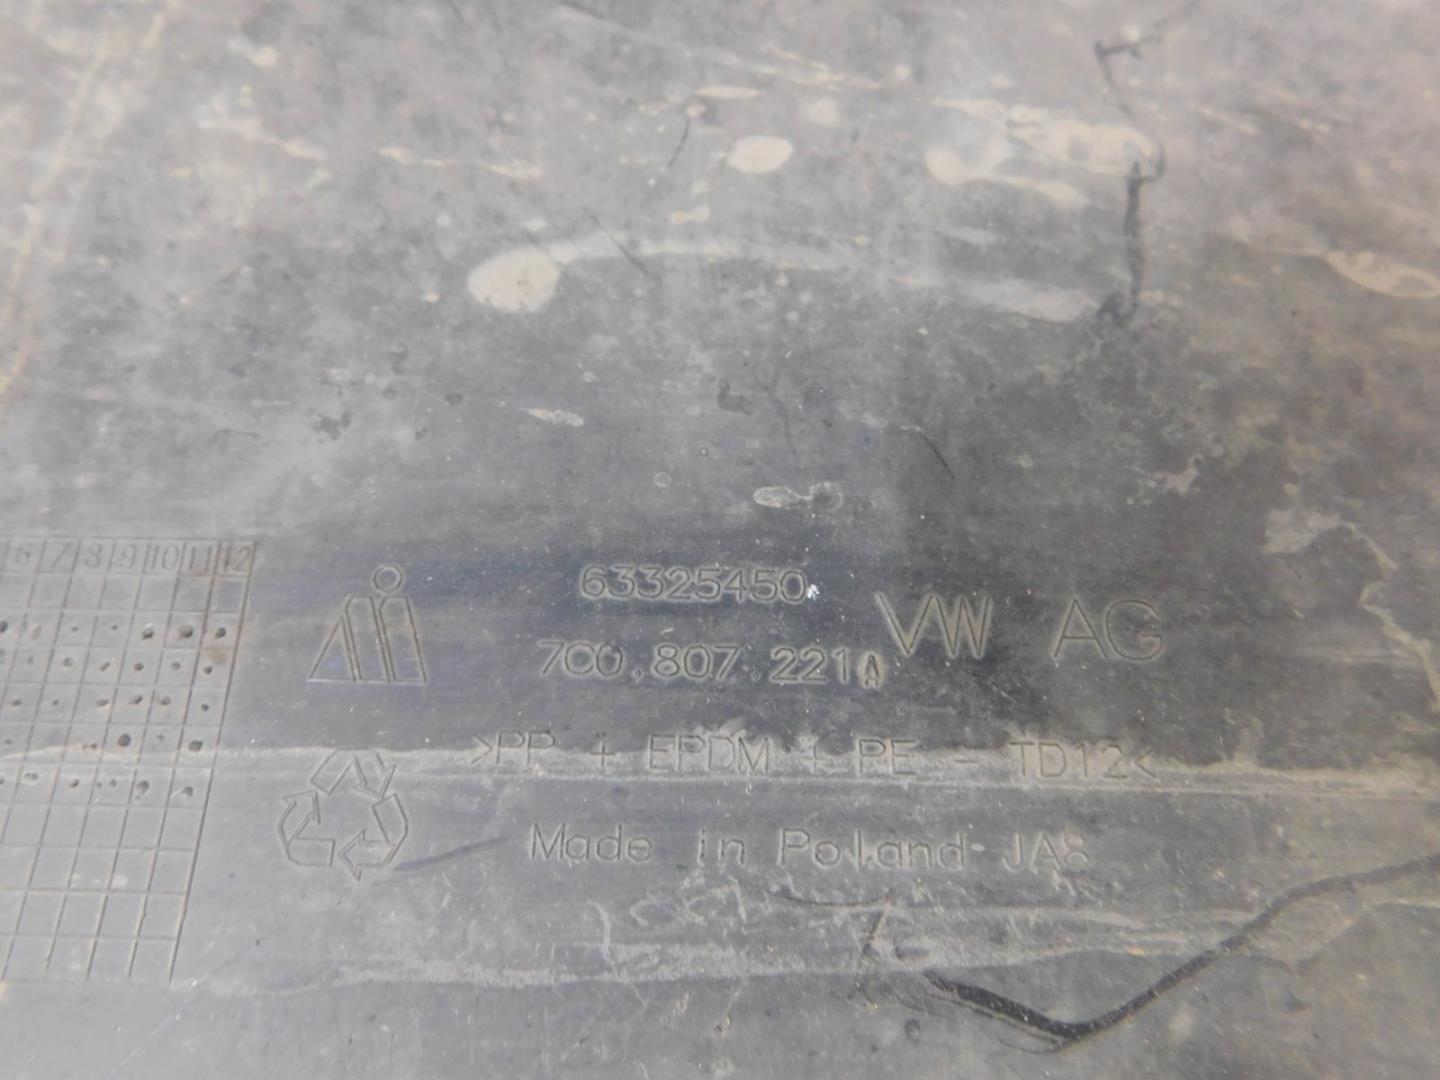 6 7 8 9 10 11 12
63325450
7C0.807.221A
VW AG
>PP + EPDM + PE - TD12<
Made in Poland JA8